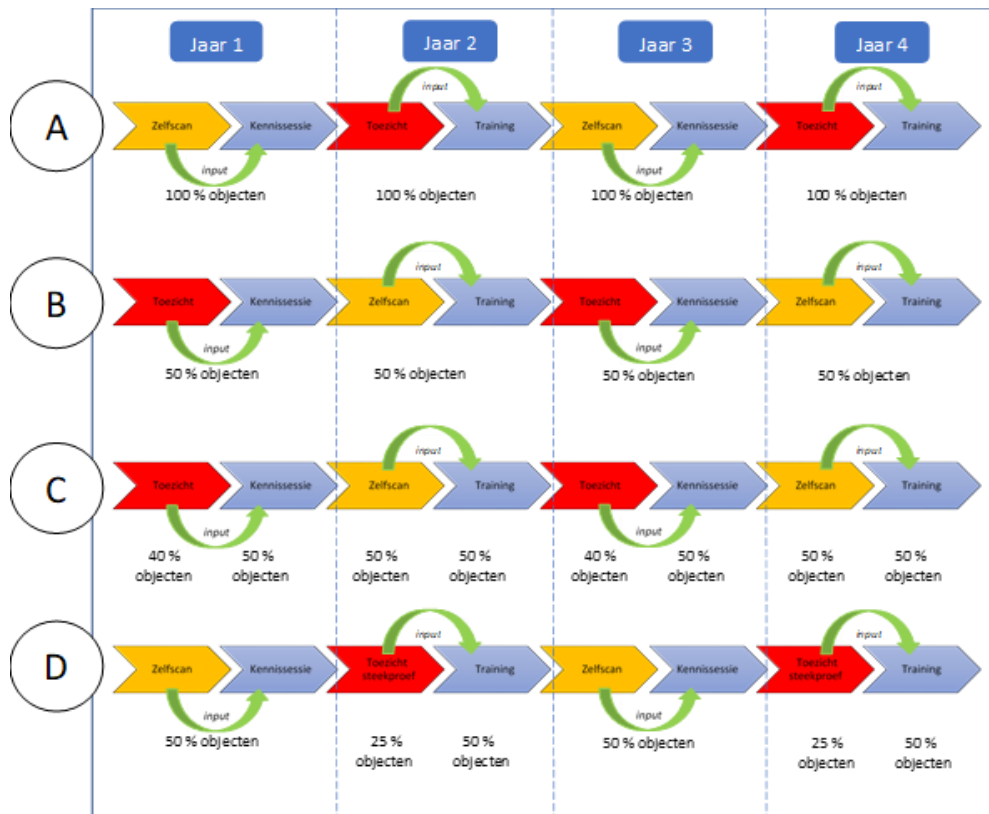 Jaar 1
Jaar 2
Jaar 3
Jaar 4
A
Zelfscan
Kennissessie
Toezicht
Training
Zelfscan
Kennissessie
Toezicht
Training
input
input
input
input
100 % objecten
100 % objecten
100 % objecten
100 % objecten
B
Toezicht
Kennissessie
Zelfscan
Training
Toezicht
Kennissessie
Zelfscan
Training
input
input
input
input
50 % objecten
50 % objecten
50 % objecten
50 % objecten
C
Toezicht
Kennissessie
Zelfscan
Training
Toezicht
Kennissessie
Zelfscan
Training
input
input
input
input
40 %
objecten
50 %
objecten
50 %
objecten
50 %
objecten
40 %
objecten
50 %
objecten
50 %
objecten
50 %
objecten
D
Zelfscan
Kennissessie
Toezicht
steekproef
Training
Zelfscan
Kennissessie
Toezicht
steekproef
Training
input
input
input
input
50 % objecten
25 %
objecten
50 %
objecten
50 % objecten
25 %
objecten
50 %
objecten